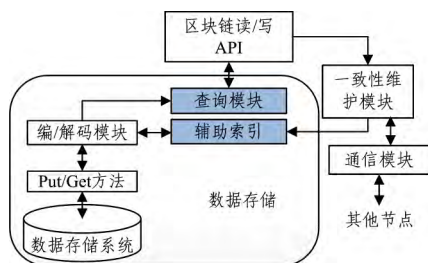 区块链读/写
API
查询模块
一致性维
护模块
编/解码模块
辅助索引
通信模块
Put/Get方法
数据存储
其他节点
数据存储系统